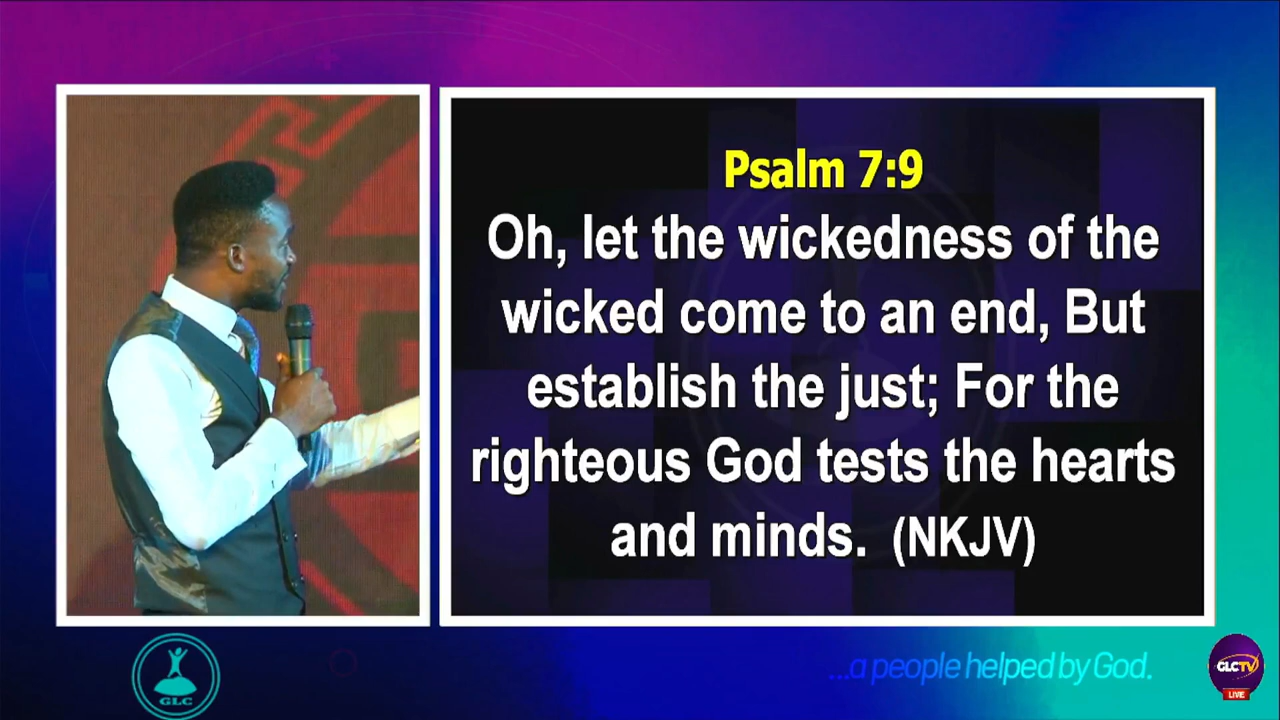 Psalm 7:9
Oh, let the wickedness of the
wicked come to an end, But
establish the just; For the
righteous God tests the hearts
and minds. (NKJV)
GLC
...a people helped by God.
GLCTV
LIVE